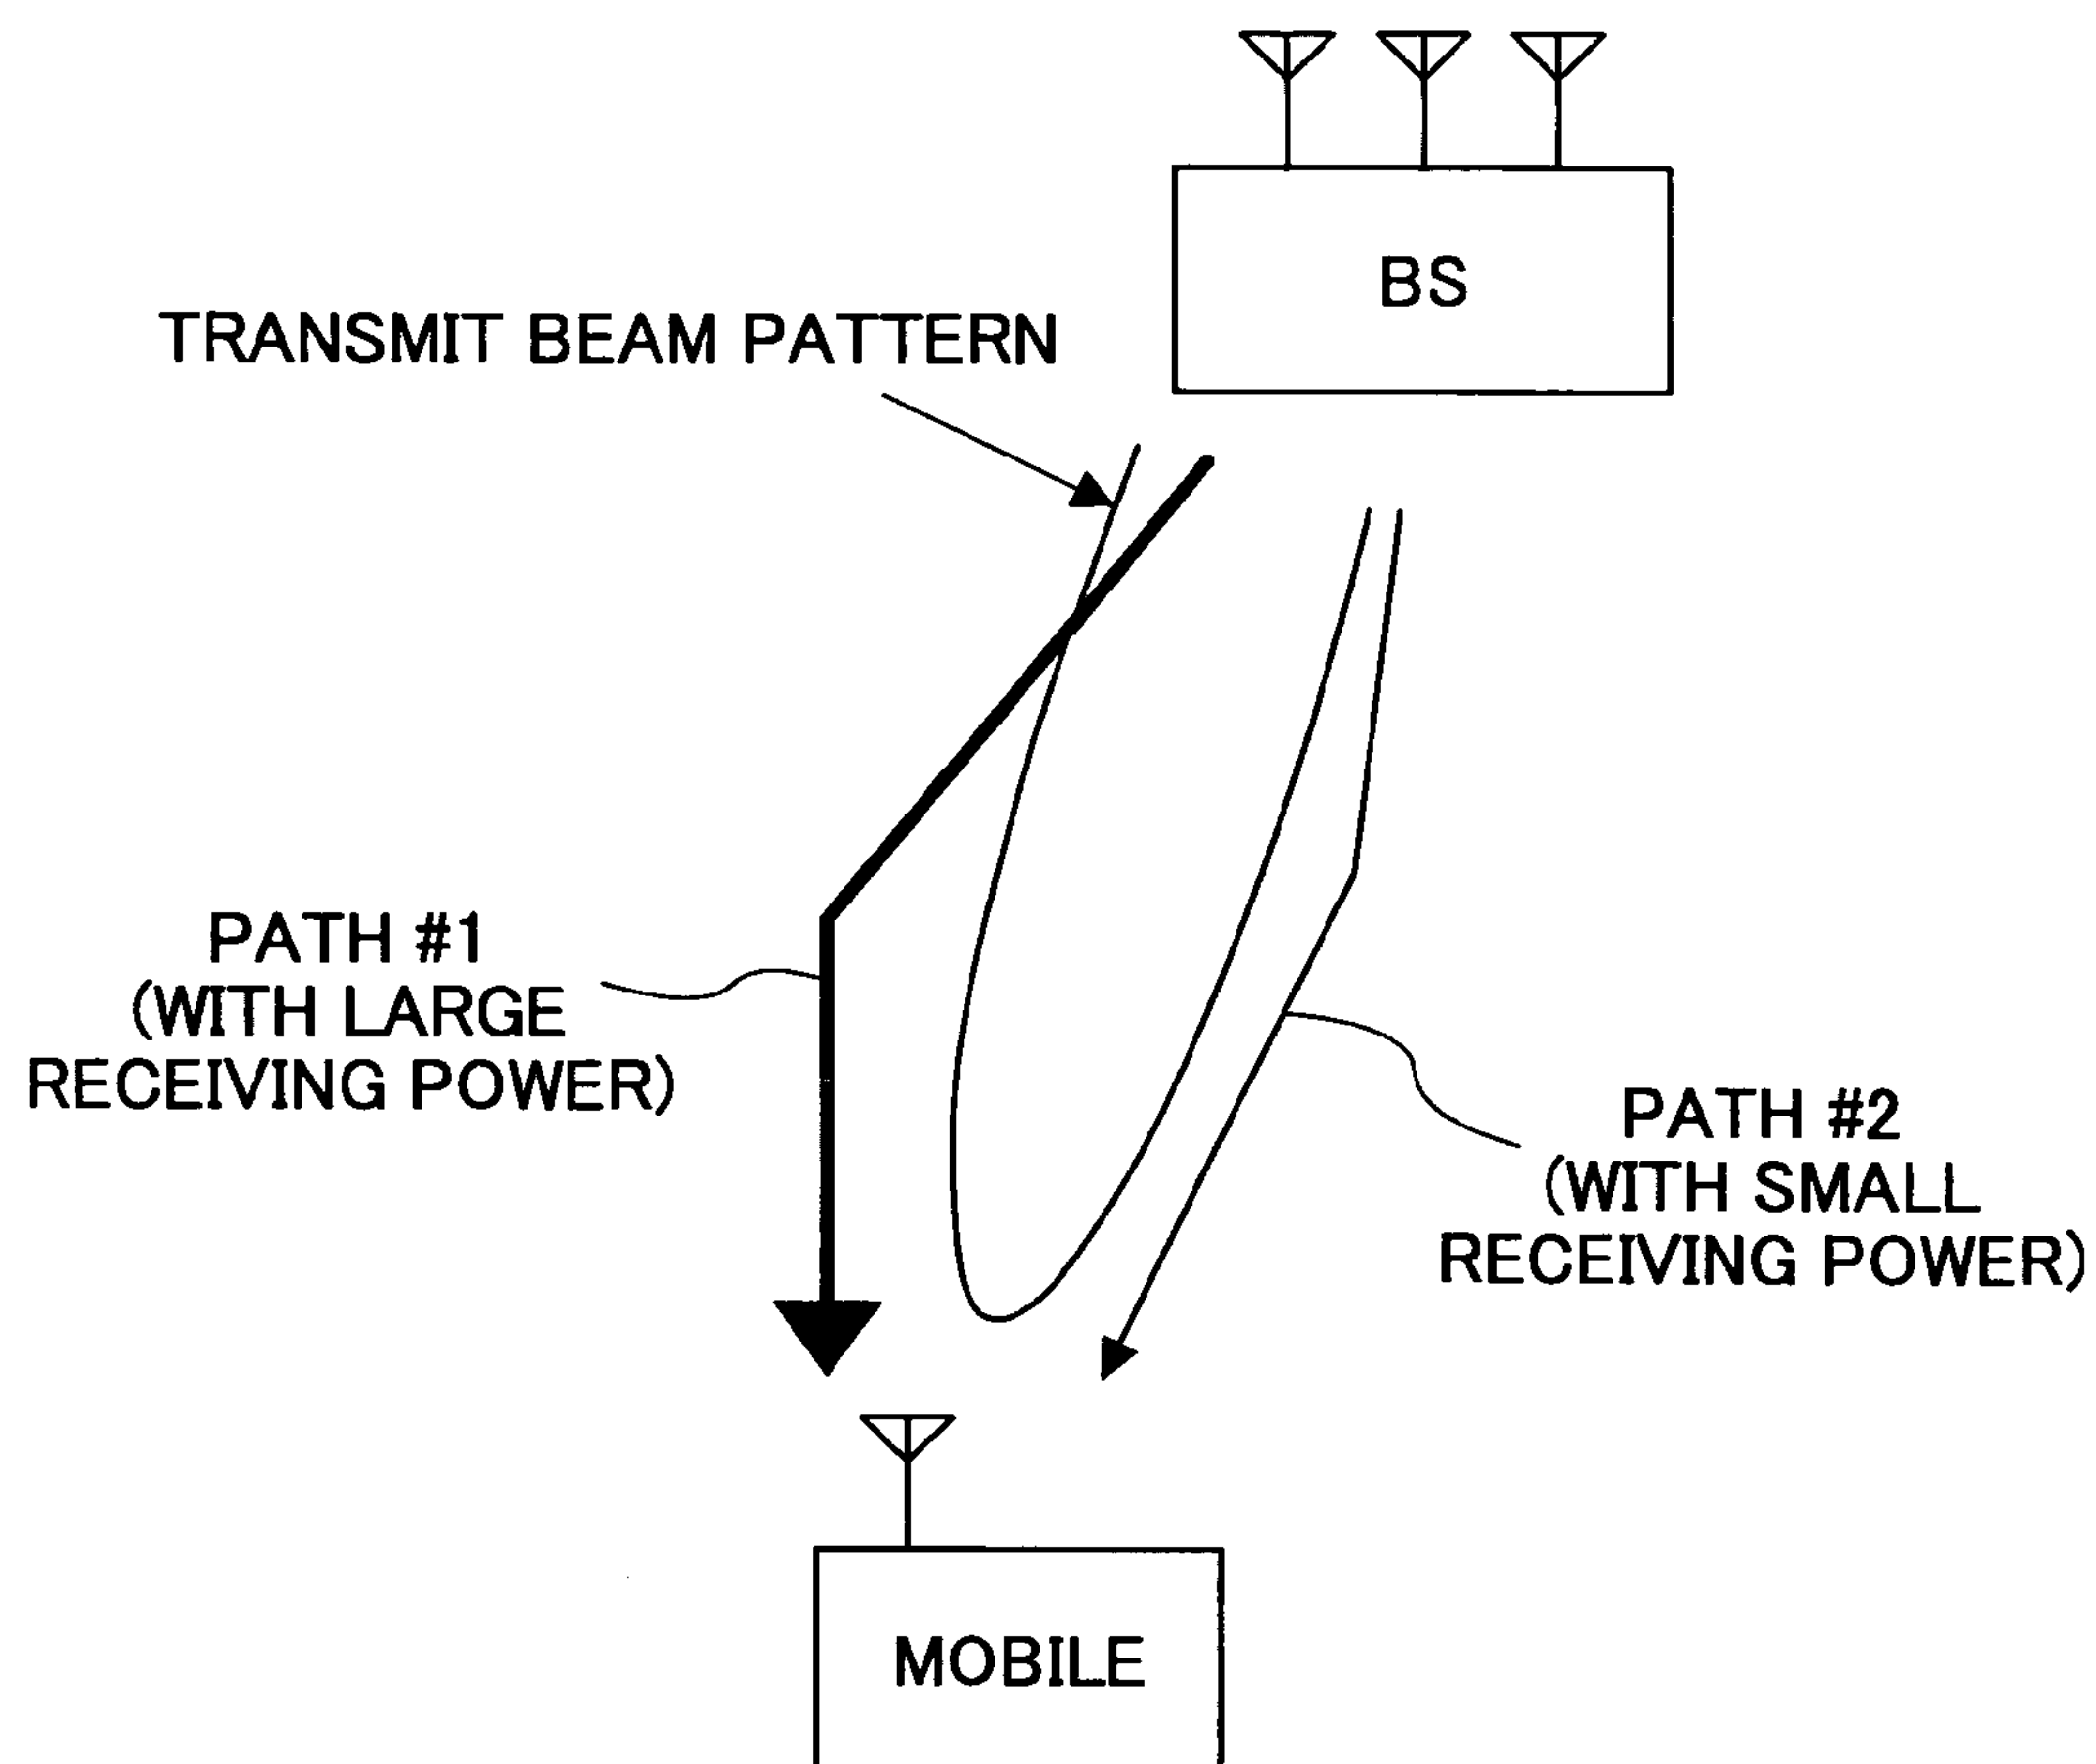 BS
TRANSMIT BEAM PATTERN
PATH #1
(WITH LARGE
RECEIVING POWER)
PATH #2
(WITH SMALL
RECEIVING POWER)
MOBILE